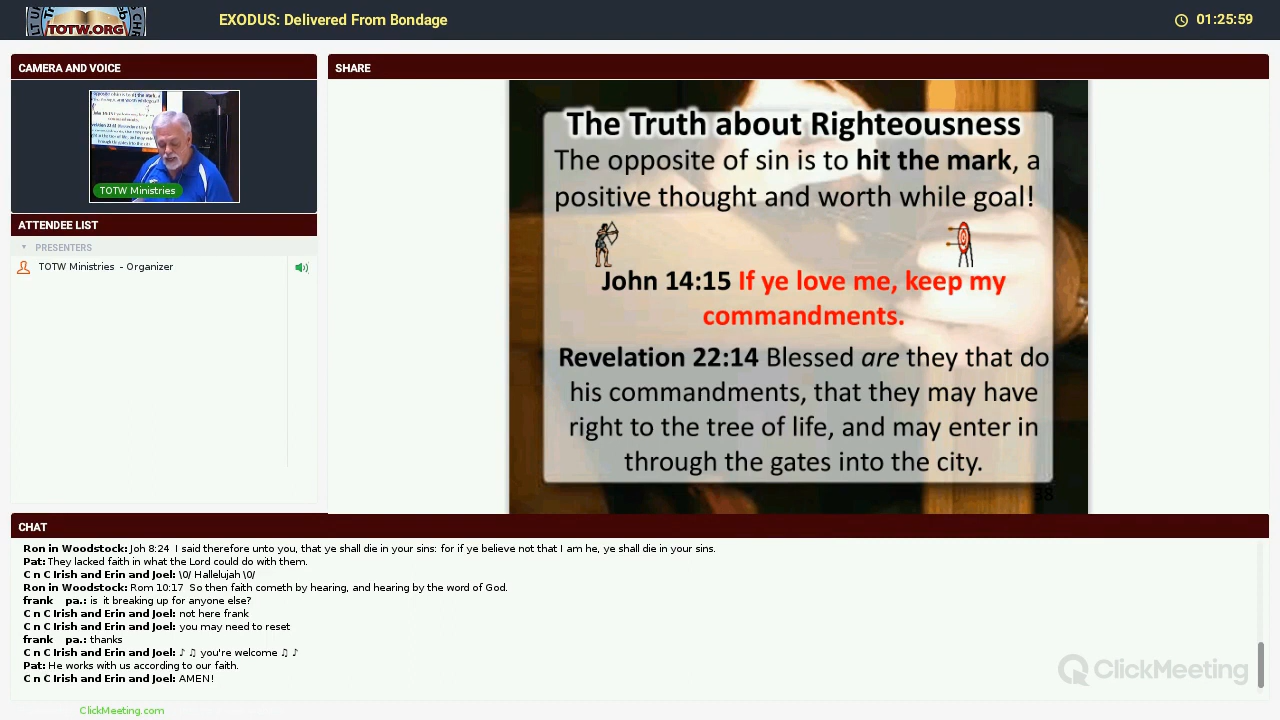 TOTW.ORG
EXODUS: Delivered From Bondage
01:25:59
CAMERA AND VOICE
TOTW Ministries
ATTENDEE LIST
PRESENTERS
TOTW Ministries - Organizer
SHARE
The Truth about Righteousness
The opposite of sin is to hit the mark, a
positive thought and worth while goal!
John 14:15 If ye love me, keep my
commandments.
Revelation 22:14 Blessed are they that do
his commandments, that they may have
right to the tree of life, and may enter in
through the gates into the city.
38
CHAT
Ron in Woodstock: Joh 8:24 I said therefore unto you, that ye shall die in your sins: for if ye believe not that I am he, ye shall die in your sins.
Pat: They lacked faith in what the Lord could do with them.
C n C Irish and Erin and Joel: \0/ Hallelujah \0/
Ron in Woodstock: Rom 10:17 So then faith cometh by hearing, and hearing by the word of God.
frank pa.: is it breaking up for anyone else?
C n C Irish and Erin and Joel: not here frank
C n C Irish and Erin and Joel: you may need to reset
frank pa.: thanks
C n C Irish and Erin and Joel: ♪ ♫ you're welcome ♫ ♪
Pat: He works with us according to our faith.
C n C Irish and Erin and Joel: AMEN!
ClickMeeting
ClickMeeting.com